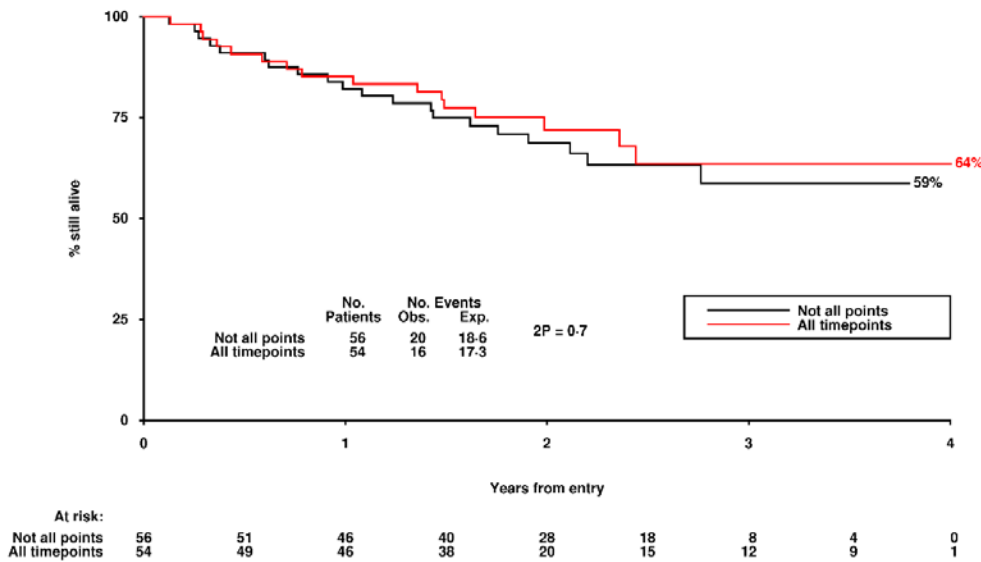 100
75
50
25
0
% still alive
64%
59%
No. No. Events
Patients Obs. Exp.
Not all points 56 20 18·6
All timepoints 54 16 17·3
2P = 0·7
Not all points
All timepoints
0 1 2 3 4
Years from entry
At risk:
Not all points 56 51 46 40 28 18 8 4 0
All timepoints 54 49 46 38 20 15 12 9 1